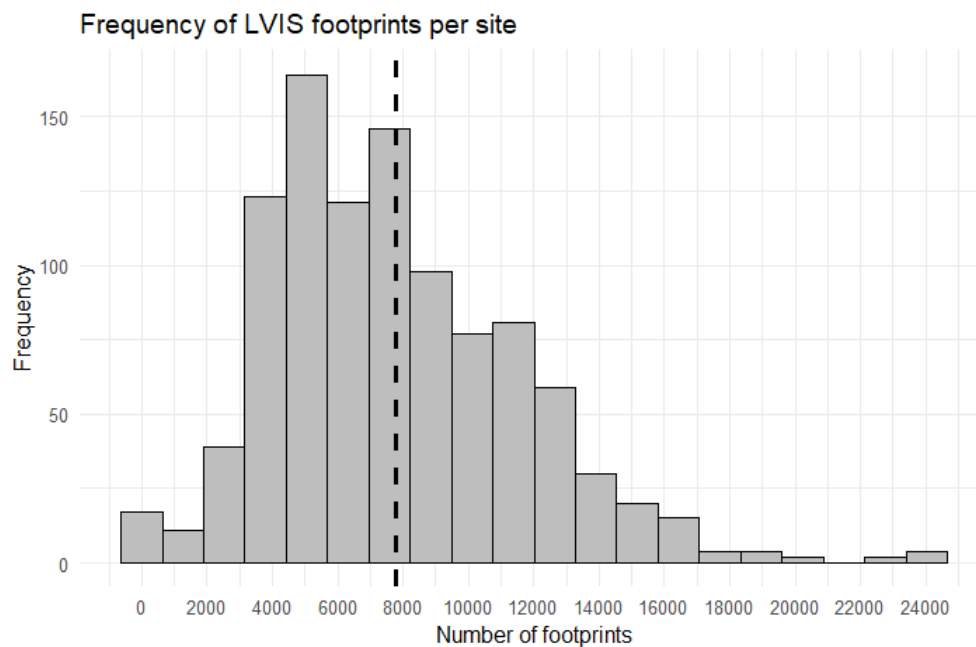 Frequency of LVIS footprints per site
150
100
50
0
Frequency
0 2000 4000 6000 8000 10000 12000 14000 16000 18000 20000 22000 24000
Number of footprints